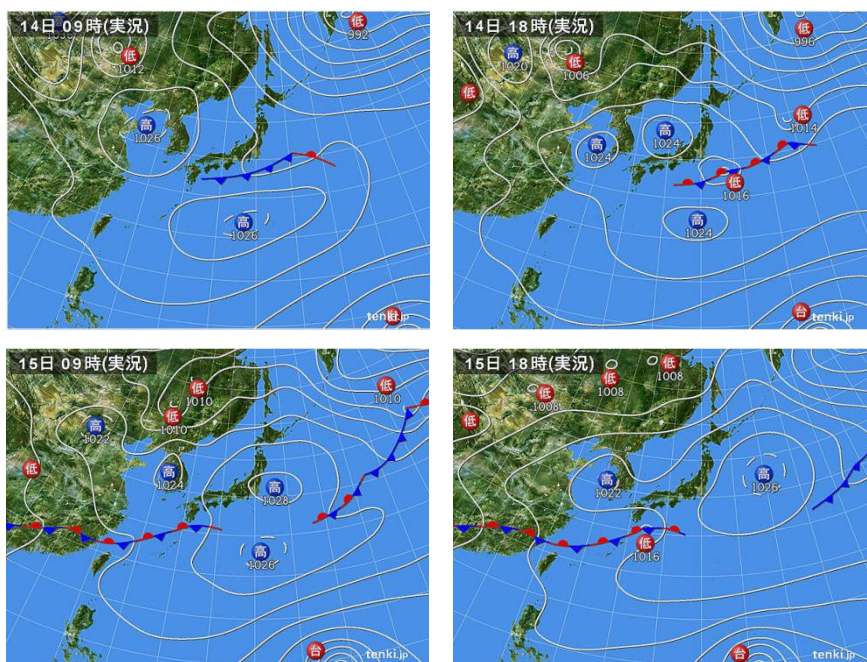 14日 09時(実況)
低
992
低
1012
高
1026
高
1026
tenki.jp
14日 18時(実況)
低
996
高
1020
低
1006
低
低
1014
高
1024
高
1024
低
1016
高
1024
台
tenki.jp
15日 09時(実況)
低
1010
低
1010
低
1010
高
1022
低
高
1024
高
1028
高
1026
台
tenki.jp
15日 18時(実況)
低
1008
低
1008
低
1008
低
高
1022
高
1026
低
1016
台
tenki.jp